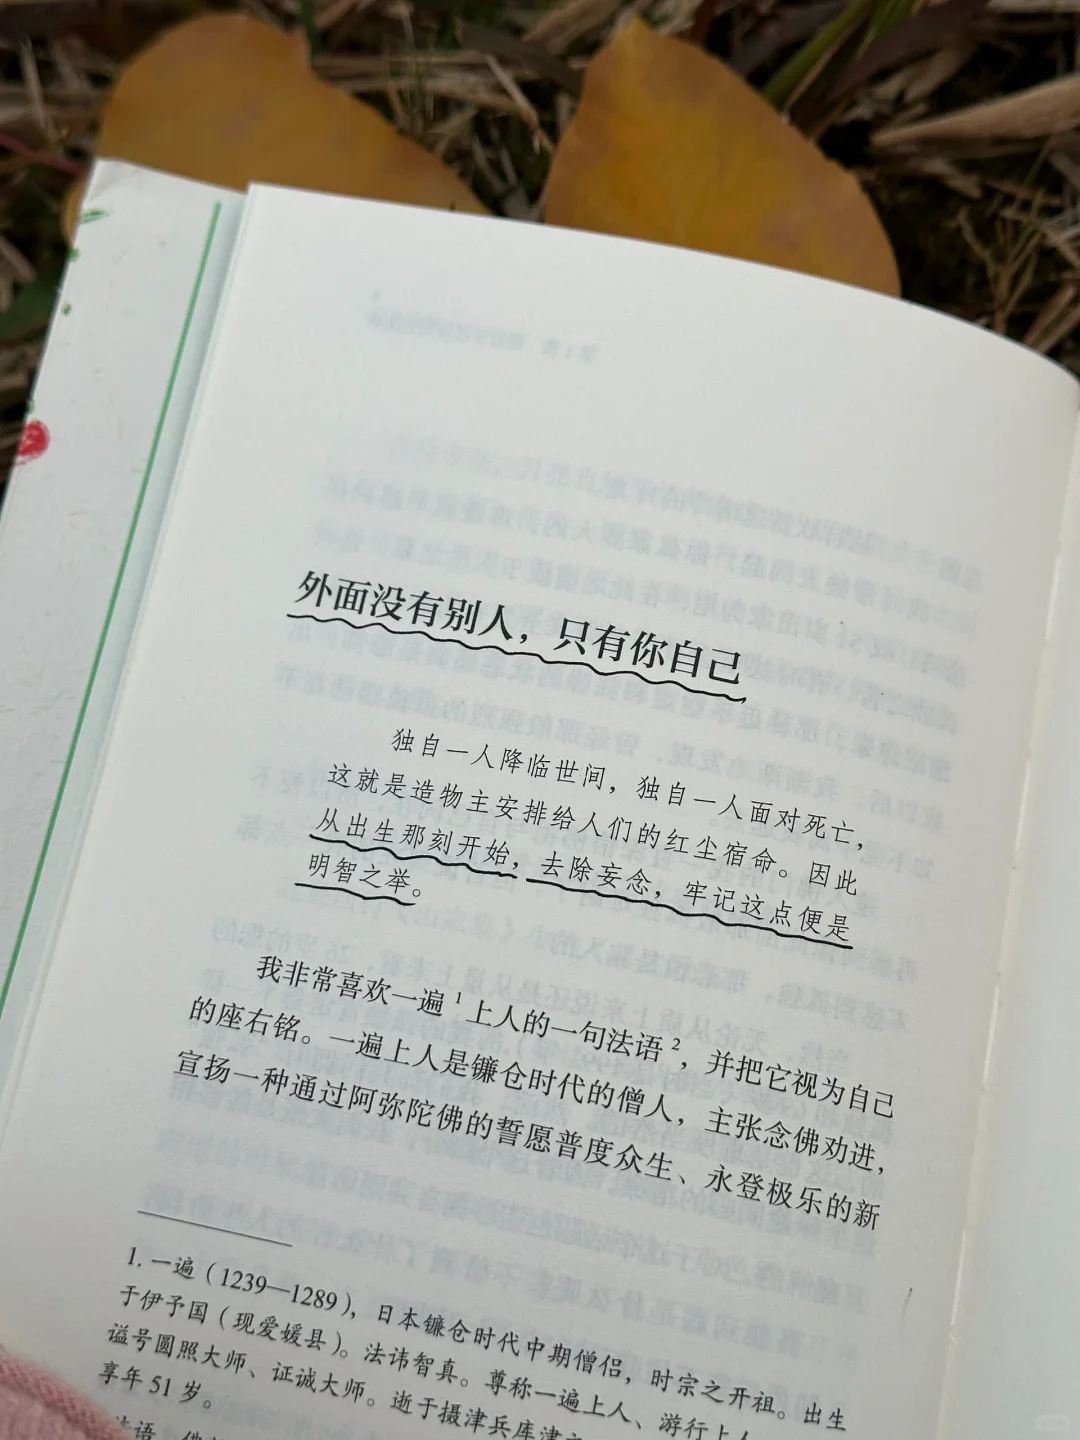 外面没有别人，只有你自己
独自一人降临世间，独自一人面对死亡，
这就是造物主安排给人们的红尘宿命。因此
从出生那刻开始，去除妄念，牢记这点便是
明智之举。
我非常喜欢一遍¹上人的一句法语²，并把它视为自己
的座右铭。一遍上人是镰仓时代的僧人，主张念佛劝进，
宣扬一种通过阿弥陀佛的誓愿普度众生、永登极乐的新
1. 一遍（1239—1289），日本镰仓时代中期僧侣，时宗之开祖。出生
于伊予国（现爱媛县）。法讳智真。尊称一遍上人、游行上人
谥号圆照大师、证诚大师。逝于摄津兵库津
享年 51 岁。